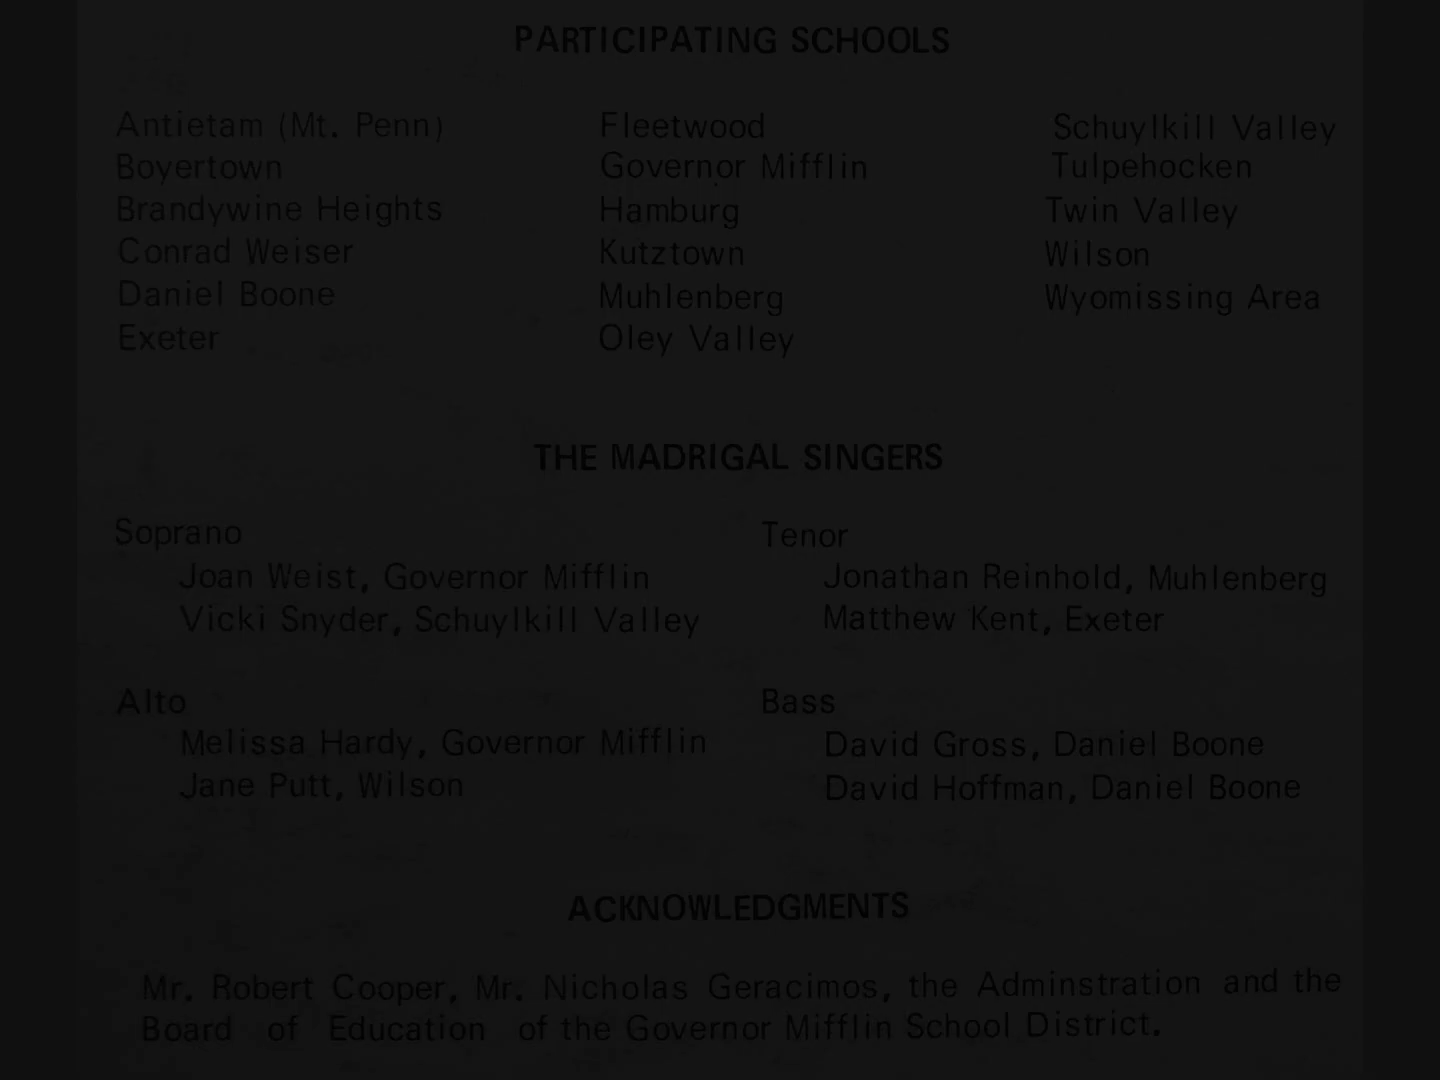 PARTICIPATING SCHOOLS
Antietam (Mt. Penn) Fleetwood Schuylkill Valley
Boyertown Governor Mifflin Tulpehocken
Brandywine Heights Hamburg Twin Valley
Conrad Weiser Kutztown Wilson
Daniel Boone Muhlenberg Wyomissing Area
Exeter Oley Valley
THE MADRIGAL SINGERS
Soprano Tenor
Joan Weist, Governor Mifflin Jonathan Reinhold, Muhlenberg
Vicki Snyder, Schuylkill Valley Matthew Kent, Exeter
Alto Bass
Melissa Hardy, Governor Mifflin David Gross, Daniel Boone
Jane Putt, Wilson David Hoffman, Daniel Boone
ACKNOWLEDGMENTS
Mr. Robert Cooper, Mr. Nicholas Geracimos, the Adminstration and the
Board of Education of the Governor Mifflin School District.